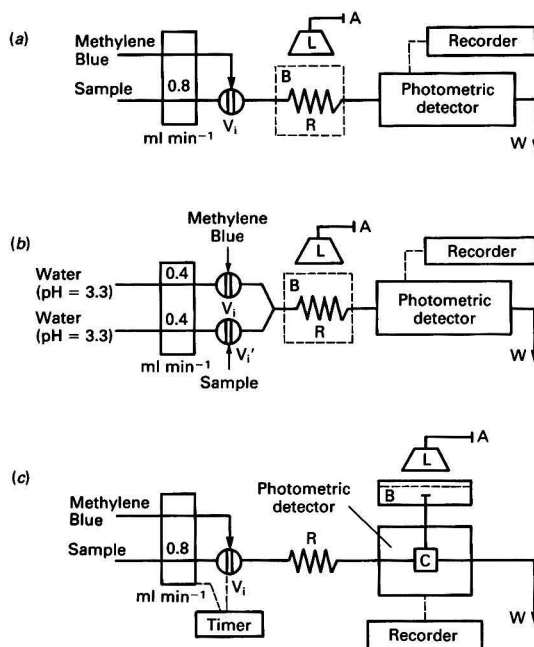 (a)
Methylene
Blue
Sample
0.8
ml min⁻¹
Vᵢ
A
L
B
R
Recorder
Photometric
detector
W
(b)
Methylene
Blue
Water
(pH = 3.3)
Water
(pH = 3.3)
0.4
0.4
ml min⁻¹
Vᵢ
Vᵢ'
Sample
A
L
B
R
Recorder
Photometric
detector
W
(c)
Methylene
Blue
Sample
0.8
ml min⁻¹
Vᵢ
Timer
R
Photometric
detector
A
L
B
C
W
Recorder